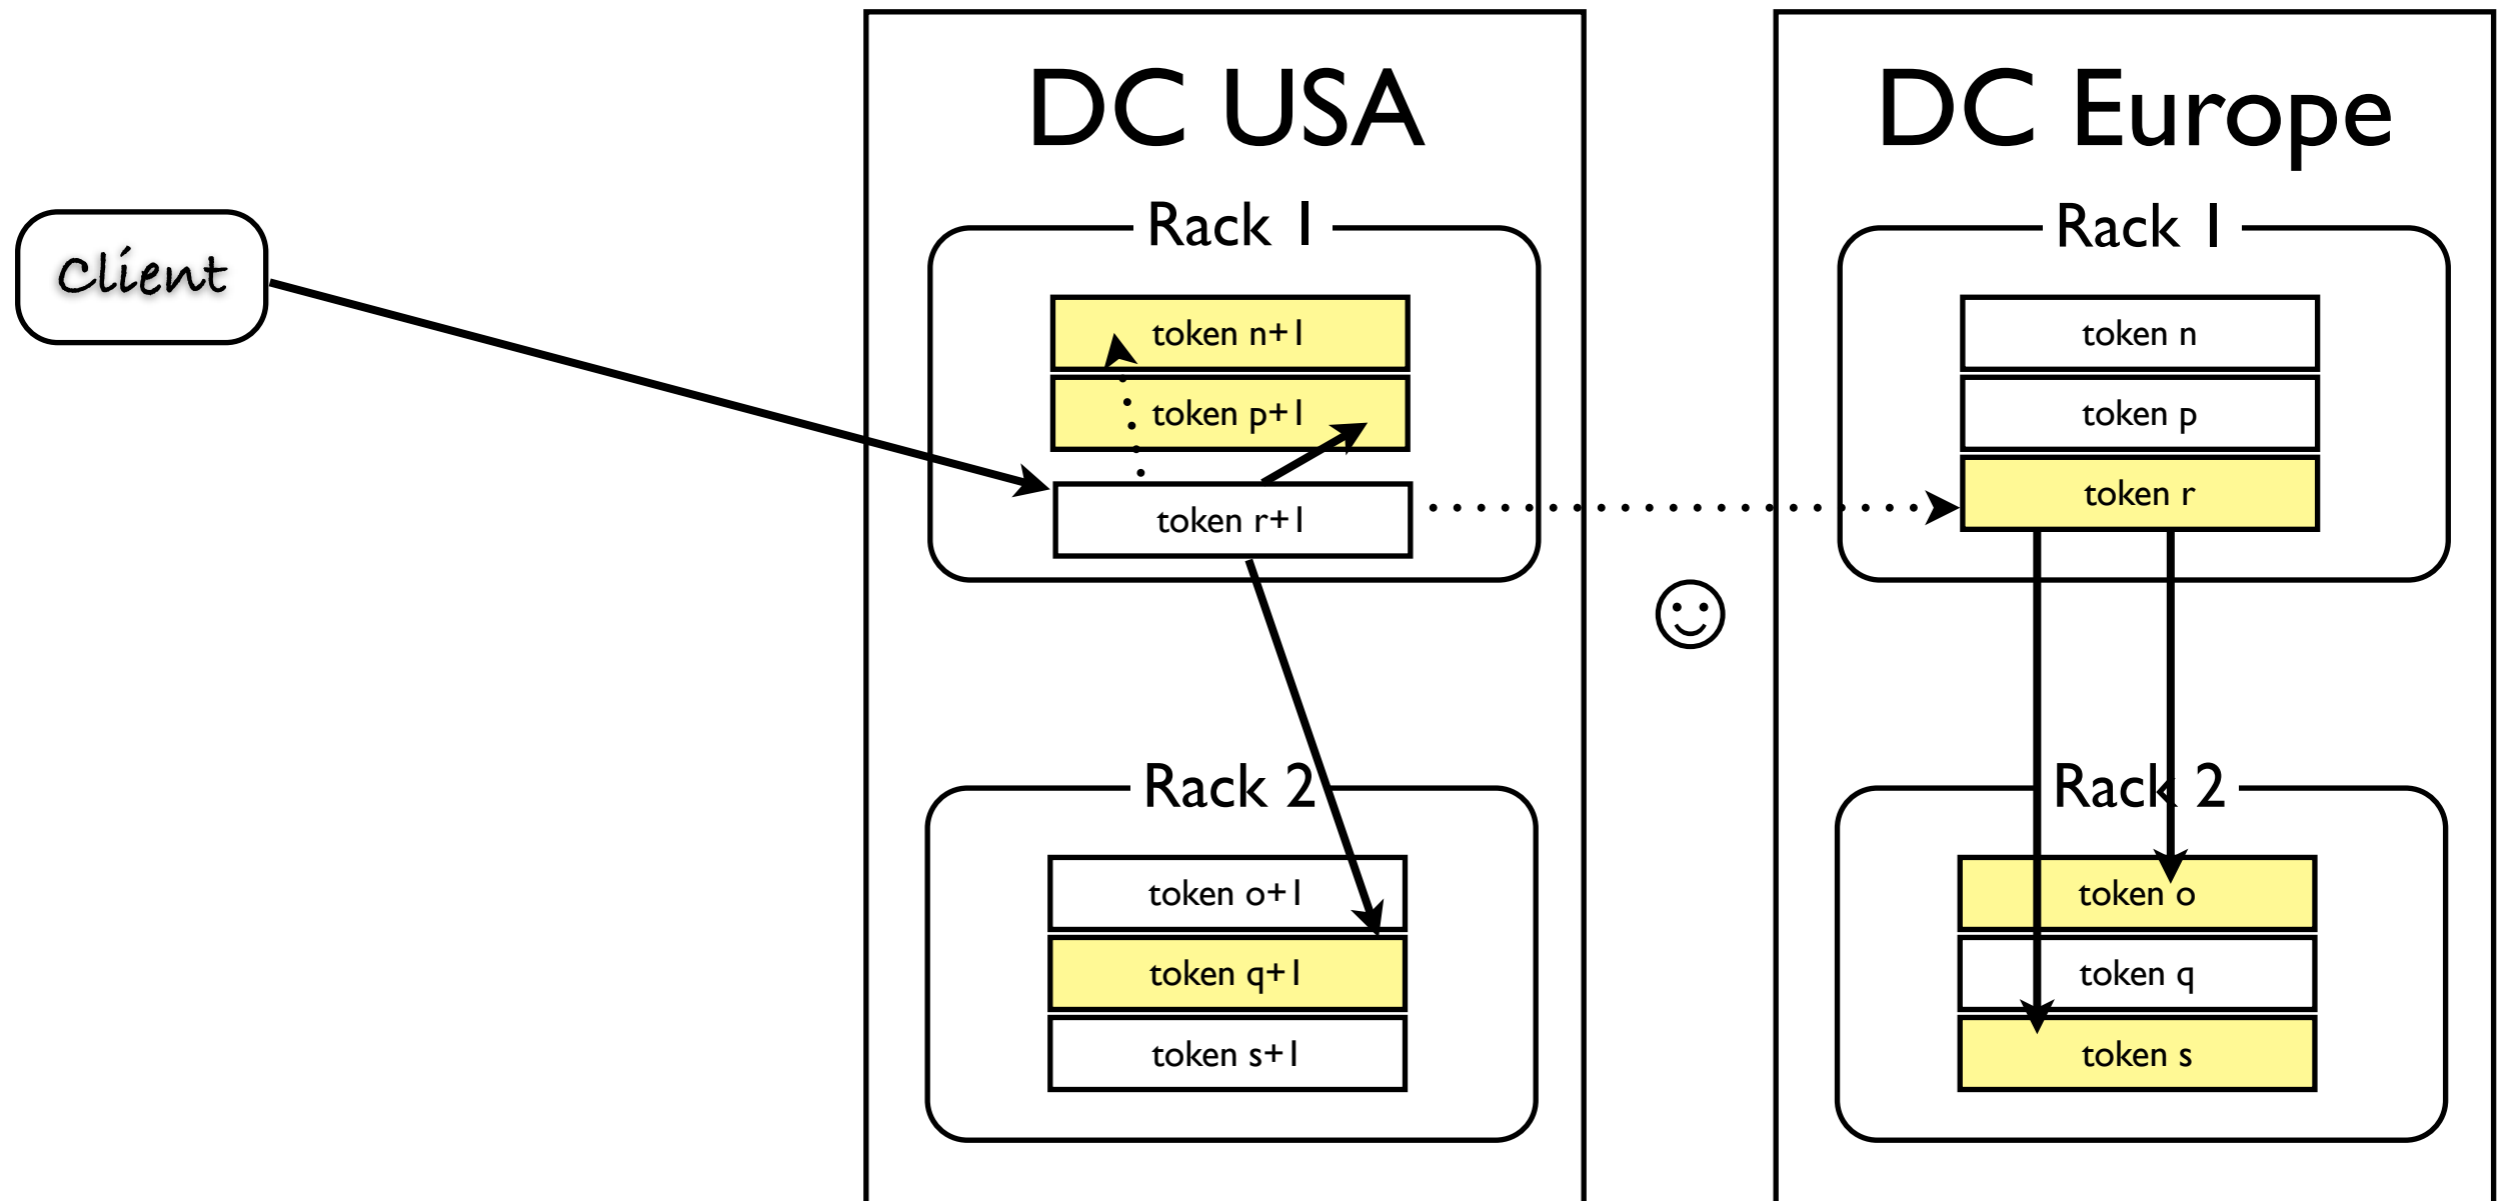 DC USA
DC Europe
Client
Rack 1
token n+1
token p+1
token r+1
Rack 2
token o+1
token q+1
token s+1
Rack 1
token n
token p
token r
Rack 2
token o
token q
token s